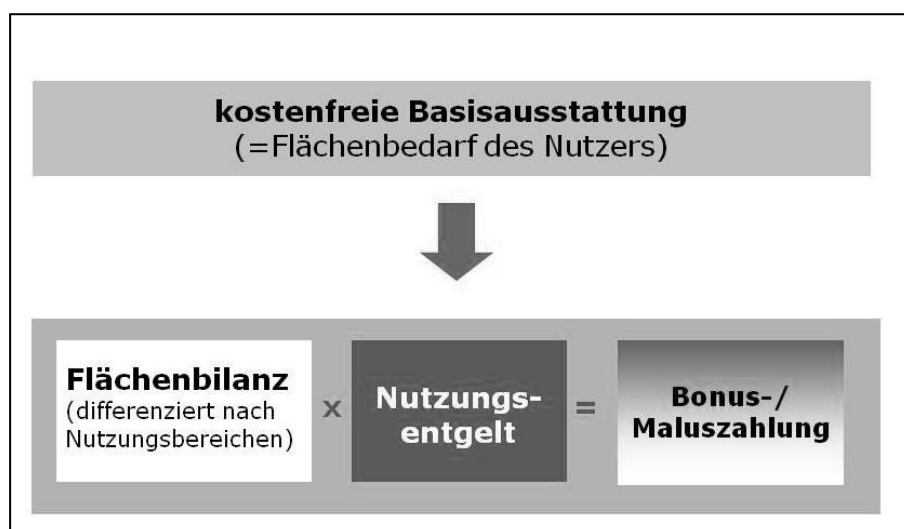 kostenfreie Basisausstattung
(=Flächenbedarf des Nutzers)
Flächenbilanz
(differenziert nach
Nutzungsbereichen)
x
Nutzungs-
entgelt
=
Bonus-/
Maluszahlung